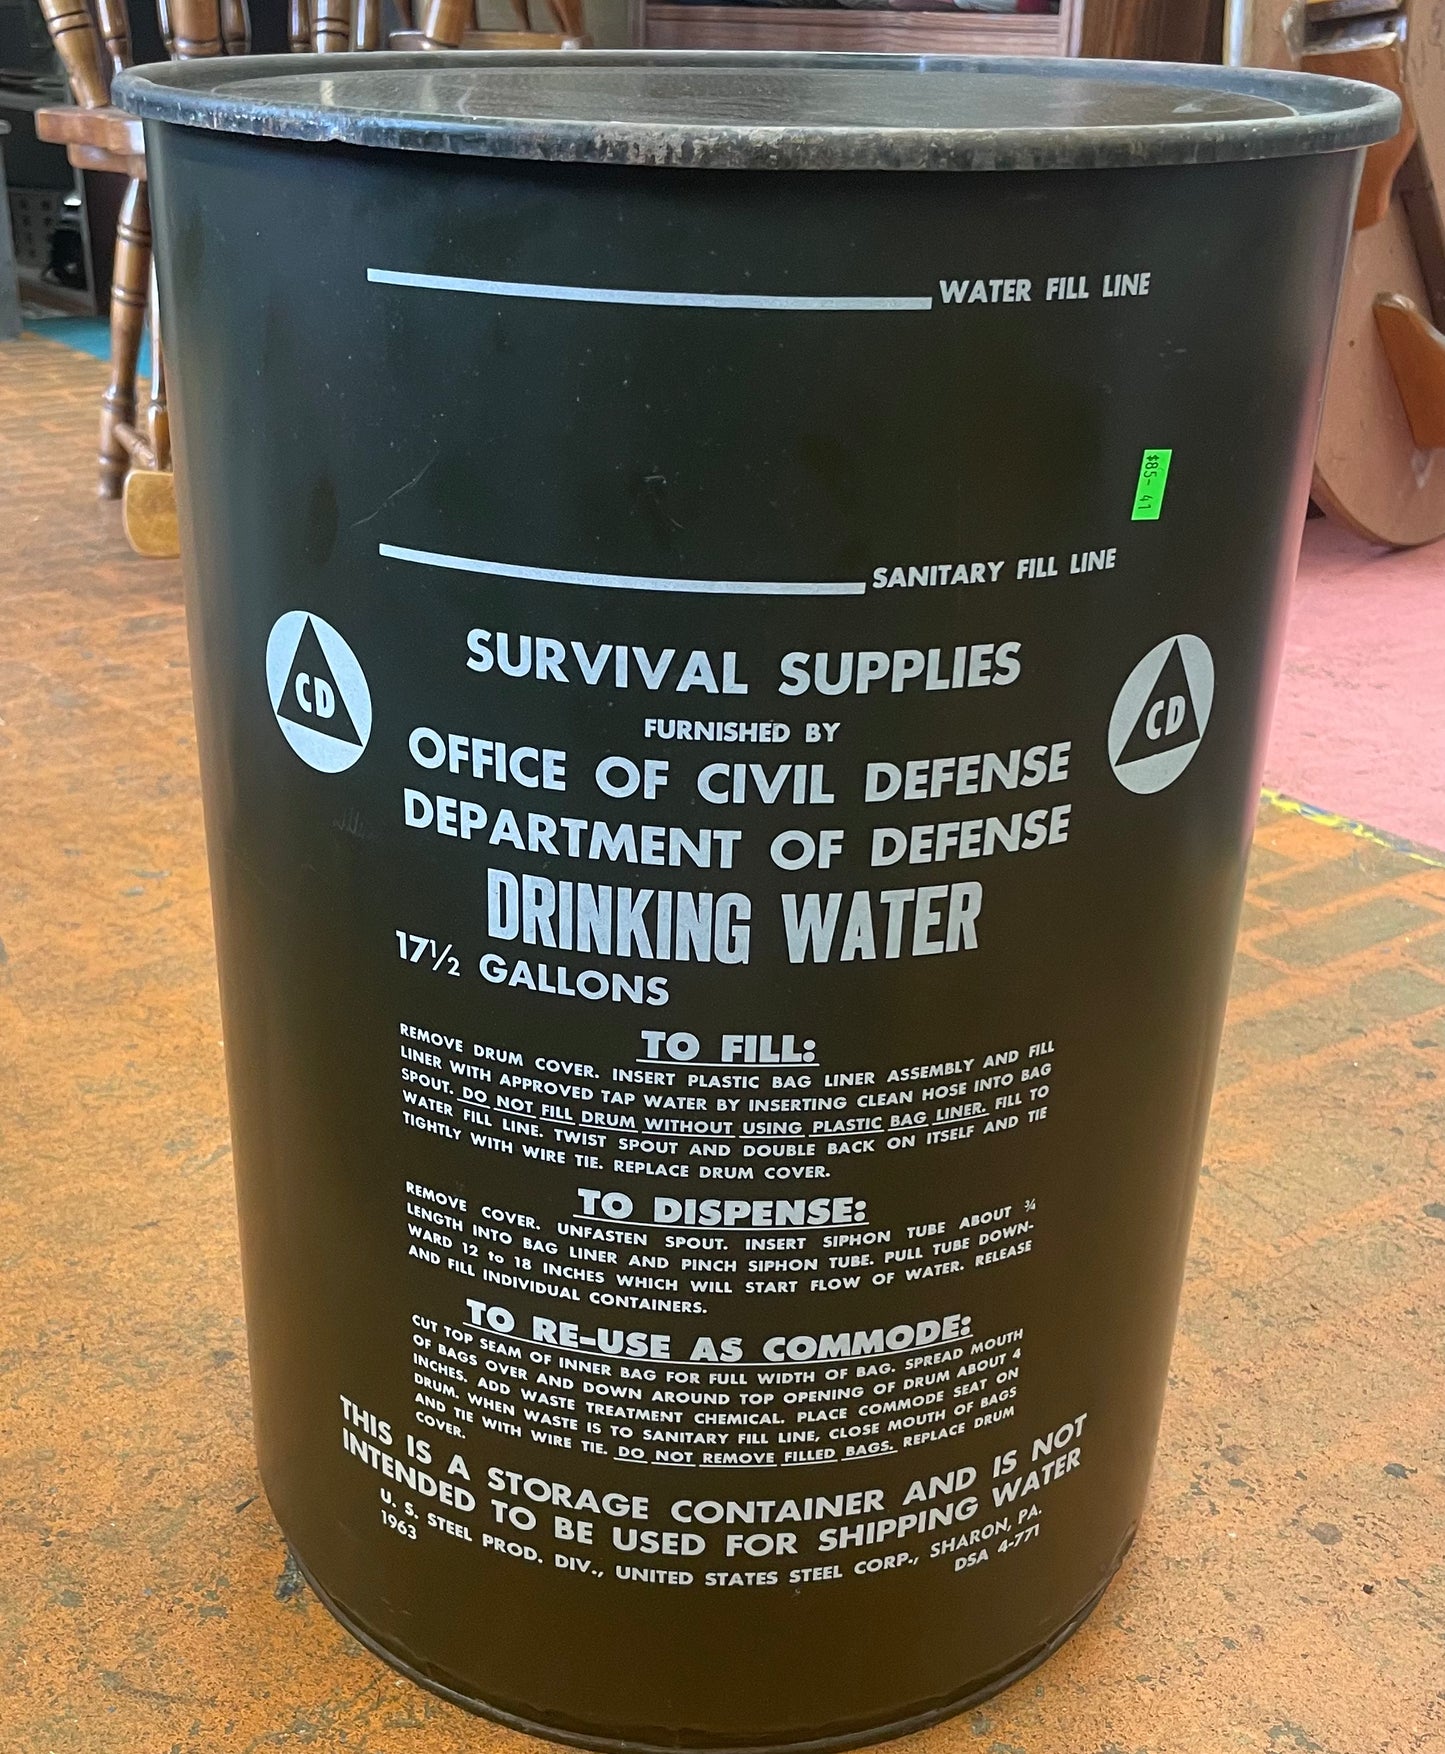 WATER FILL LINE
$85- 41
SANITARY FILL LINE
SURVIVAL SUPPLIES
CD
CD
FURNISHED BY
OFFICE OF CIVIL DEFENSE
DEPARTMENT OF DEFENSE
DRINKING WATER
17½ GALLONS
TO FILL:
REMOVE DRUM COVER. INSERT PLASTIC BAG LINER ASSEMBLY AND FILL
LINER WITH APPROVED TAP WATER BY INSERTING CLEAN HOSE INTO BAG
SPOUT. DO NOT FILL DRUM WITHOUT USING PLASTIC BAG LINER. FILL TO
WATER FILL LINE. TWIST SPOUT AND DOUBLE BACK ON ITSELF AND TIE
TIGHTLY WITH WIRE TIE. REPLACE DRUM COVER.
TO DISPENSE:
REMOVE COVER. UNFASTEN SPOUT. INSERT SIPHON TUBE ABOUT ¾
LENGTH INTO BAG LINER AND PINCH SIPHON TUBE. PULL TUBE DOWN-
WARD 12 to 18 INCHES WHICH WILL START FLOW OF WATER. RELEASE
AND FILL INDIVIDUAL CONTAINERS.
TO RE-USE AS COMMODE:
CUT TOP SEAM OF INNER BAG FOR FULL WIDTH OF BAG. SPREAD MOUTH
OF BAGS OVER AND DOWN AROUND TOP OPENING OF DRUM ABOUT 4
INCHES. ADD WASTE TREATMENT CHEMICAL. PLACE COMMODE SEAT ON
DRUM. WHEN WASTE IS TO SANITARY FILL LINE, CLOSE MOUTH OF BAGS
AND TIE WITH WIRE TIE. DO NOT REMOVE FILLED BAGS. REPLACE DRUM
COVER.
THIS IS A STORAGE CONTAINER AND IS NOT
INTENDED TO BE USED FOR SHIPPING WATER
U. S. STEEL PROD. DIV., UNITED STATES STEEL CORP., SHARON, PA.
1963 DSA 4-771